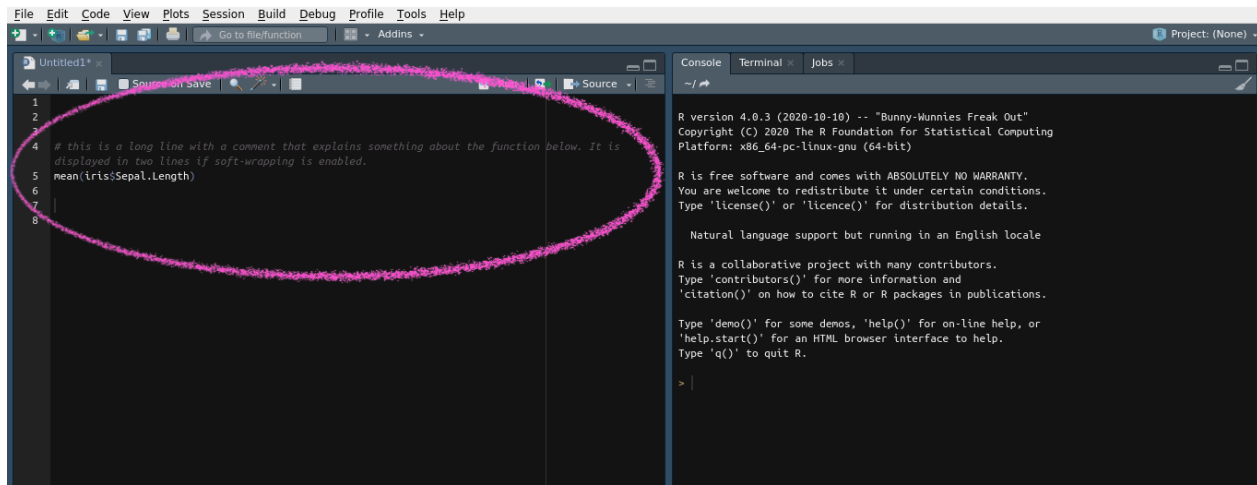 File Edit Code View Plots Session Build Debug Profile Tools Help
Go to file/function Addins Project: (None)
Untitled1*
Source on Save Source
1
2
3
4 # this is a long line with a comment that explains something about the function below. It is
displayed in two lines if soft-wrapping is enabled.
5 mean(iris$Sepal.Length)
6
7
8
Console Terminal Jobs
~/
R version 4.0.3 (2020-10-10) -- "Bunny-Wunnies Freak Out"
Copyright (C) 2020 The R Foundation for Statistical Computing
Platform: x86_64-pc-linux-gnu (64-bit)
R is free software and comes with ABSOLUTELY NO WARRANTY.
You are welcome to redistribute it under certain conditions.
Type 'license()' or 'licence()' for distribution details.
Natural language support but running in an English locale
R is a collaborative project with many contributors.
Type 'contributors()' for more information and
'citation()' on how to cite R or R packages in publications.
Type 'demo()' for some demos, 'help()' for on-line help, or
'help.start()' for an HTML browser interface to help.
Type 'q()' to quit R.
>